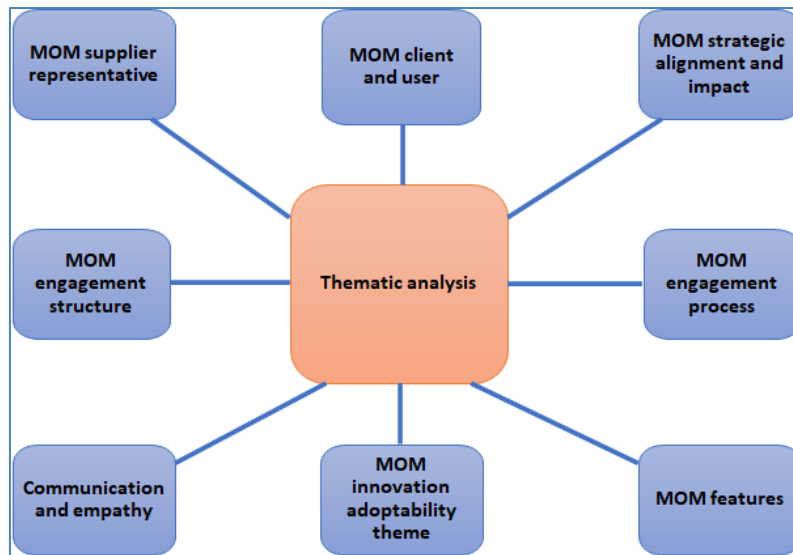 MOM supplier
representative
MOM client
and user
MOM strategic
alignment and
impact
MOM
engagement
structure
Thematic analysis
MOM
engagement
process
Communication
and empathy
MOM
innovation
adoptability
theme
MOM features